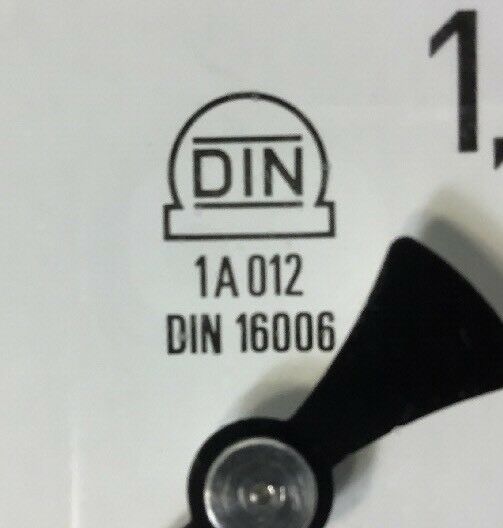 1,
DIN
1A 012
DIN 16006